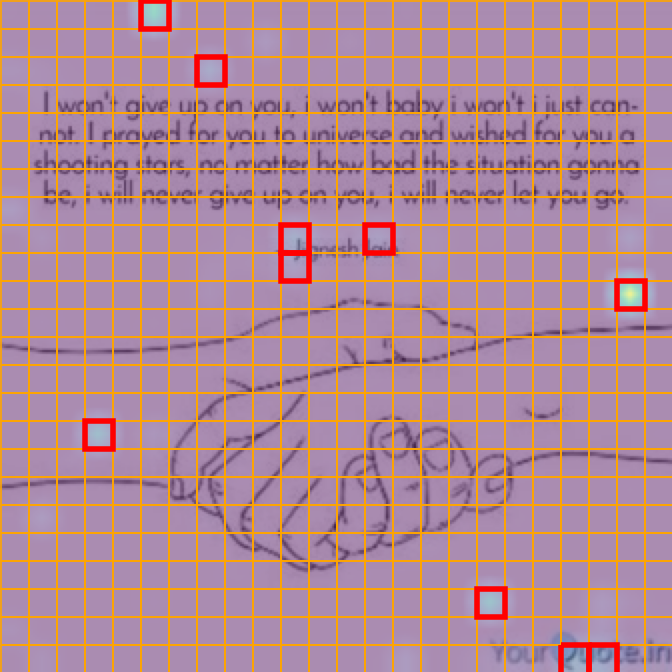 I won't give up on you, i won't baby i won't i just can-
not. I prayed for you to universe and wished for you a
shooting stars, no matter how bad the situation gonna
be, i will never give up on you, i will never let you go.
Jignesh Jain
YourQuote.in